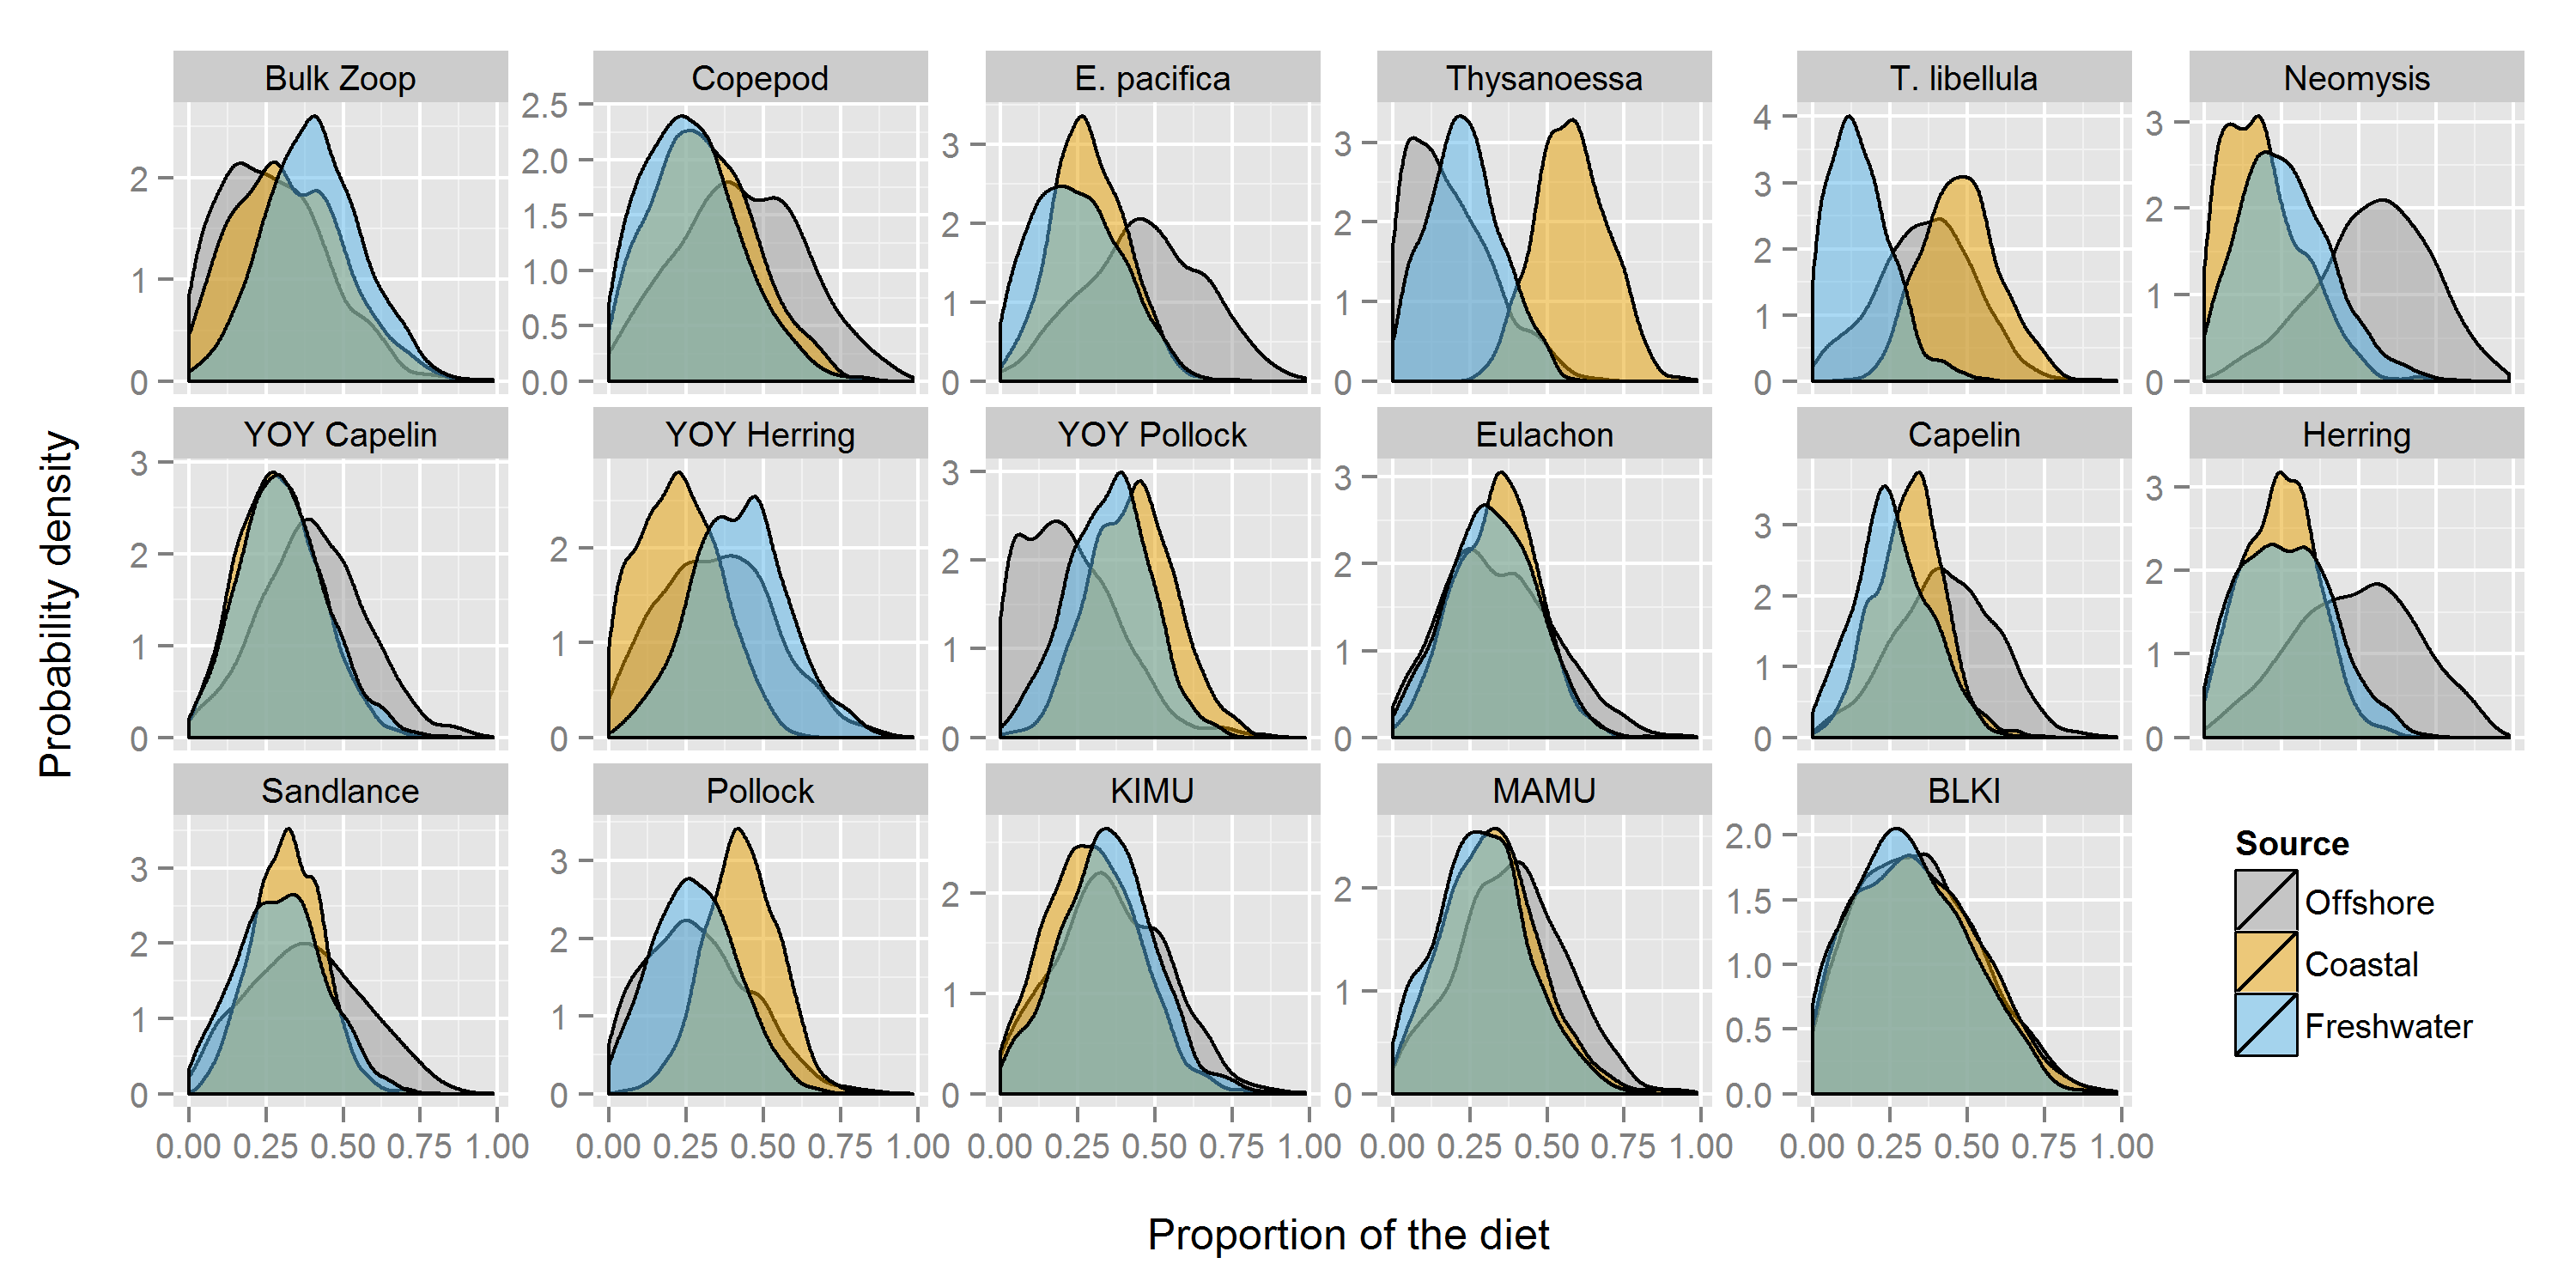 Bulk Zoop Copepod E. pacifica Thysanoessa T. libellula Neomysis
0 1 2
0.0 0.5 1.0 1.5 2.0 2.5
0 1 2 3
0 1 2 3
0 1 2 3 4
0 1 2 3
YOY Capelin YOY Herring YOY Pollock Eulachon Capelin Herring
0 1 2 3
0 1 2
0 1 2 3
0 1 2 3
0 1 2 3
0 1 2 3
Probability density
Sandlance Pollock KIMU MAMU BLKI
0 1 2 3
0 1 2 3
0 1 2
0 1 2
0.0 0.5 1.0 1.5 2.0
0.00 0.25 0.50 0.75 1.00
0.00 0.25 0.50 0.75 1.00
0.00 0.25 0.50 0.75 1.00
0.00 0.25 0.50 0.75 1.00
0.00 0.25 0.50 0.75 1.00
Proportion of the diet
Source
Offshore
Coastal
Freshwater